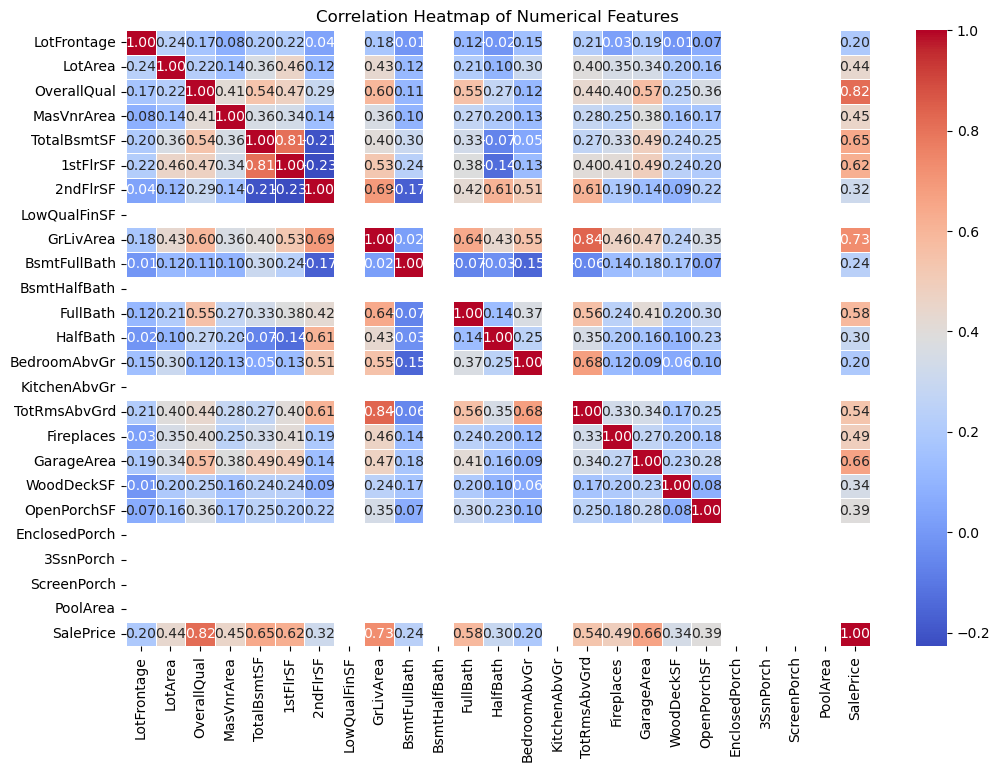 Correlation Heatmap of Numerical Features
LotFrontage 1.00 0.24 0.17 0.08 0.20 0.22 0.04 0.18 -0.01 0.12 -0.02 0.15 0.21 0.03 0.19 -0.01 0.07 0.20
LotArea 0.24 1.00 0.22 0.14 0.36 0.46 0.12 0.43 0.12 0.21 0.10 0.30 0.40 0.35 0.34 0.20 0.16 0.44
OverallQual 0.17 0.22 1.00 0.41 0.54 0.47 0.29 0.60 0.11 0.55 0.27 0.12 0.44 0.40 0.57 0.25 0.36 0.82
MasVnrArea 0.08 0.14 0.41 1.00 0.36 0.34 0.14 0.36 0.10 0.27 0.20 0.13 0.28 0.25 0.38 0.16 0.17 0.45
TotalBsmtSF 0.20 0.36 0.54 0.36 1.00 0.81 -0.21 0.40 0.30 0.33 -0.07 0.05 0.27 0.33 0.49 0.24 0.25 0.65
1stFlrSF 0.22 0.46 0.47 0.34 0.81 1.00 -0.23 0.53 0.24 0.38 -0.14 0.13 0.40 0.41 0.49 0.24 0.20 0.62
2ndFlrSF 0.04 0.12 0.29 0.14 -0.21 -0.23 1.00 0.69 -0.17 0.42 0.61 0.51 0.61 0.19 0.14 0.09 0.22 0.32
LowQualFinSF
GrLivArea 0.18 0.43 0.60 0.36 0.40 0.53 0.69 1.00 0.02 0.64 0.43 0.55 0.84 0.46 0.47 0.24 0.35 0.73
BsmtFullBath -0.01 0.12 0.11 0.10 0.30 0.24 -0.17 0.02 1.00 -0.07 -0.03 -0.15 -0.06 0.14 0.18 0.17 0.07 0.24
BsmtHalfBath
FullBath 0.12 0.21 0.55 0.27 0.33 0.38 0.42 0.64 -0.07 1.00 0.14 0.37 0.56 0.24 0.41 0.20 0.30 0.58
HalfBath -0.02 0.10 0.27 0.20 -0.07 -0.14 0.61 0.43 -0.03 0.14 1.00 0.25 0.35 0.20 0.16 0.10 0.23 0.30
BedroomAbvGr 0.15 0.30 0.12 0.13 0.05 0.13 0.51 0.55 -0.15 0.37 0.25 1.00 0.68 0.12 0.09 0.06 0.10 0.20
KitchenAbvGr
TotRmsAbvGrd 0.21 0.40 0.44 0.28 0.27 0.40 0.61 0.84 -0.06 0.56 0.35 0.68 1.00 0.33 0.34 0.17 0.25 0.54
Fireplaces 0.03 0.35 0.40 0.25 0.33 0.41 0.19 0.46 0.14 0.24 0.20 0.12 0.33 1.00 0.27 0.20 0.18 0.49
GarageArea 0.19 0.34 0.57 0.38 0.49 0.49 0.14 0.47 0.18 0.41 0.16 0.09 0.34 0.27 1.00 0.23 0.28 0.66
WoodDeckSF -0.01 0.20 0.25 0.16 0.24 0.24 0.09 0.24 0.17 0.20 0.10 0.06 0.17 0.20 0.23 1.00 0.08 0.34
OpenPorchSF 0.07 0.16 0.36 0.17 0.25 0.20 0.22 0.35 0.07 0.30 0.23 0.10 0.25 0.18 0.28 0.08 1.00 0.39
EnclosedPorch
3SsnPorch
ScreenPorch
PoolArea
SalePrice 0.20 0.44 0.82 0.45 0.65 0.62 0.32 0.73 0.24 0.58 0.30 0.20 0.54 0.49 0.66 0.34 0.39 1.00
LotFrontage LotArea OverallQual MasVnrArea TotalBsmtSF 1stFlrSF 2ndFlrSF LowQualFinSF GrLivArea BsmtFullBath BsmtHalfBath FullBath HalfBath BedroomAbvGr KitchenAbvGr TotRmsAbvGrd Fireplaces GarageArea WoodDeckSF OpenPorchSF EnclosedPorch 3SsnPorch ScreenPorch PoolArea SalePrice
1.0
0.8
0.6
0.4
0.2
0.0
−0.2